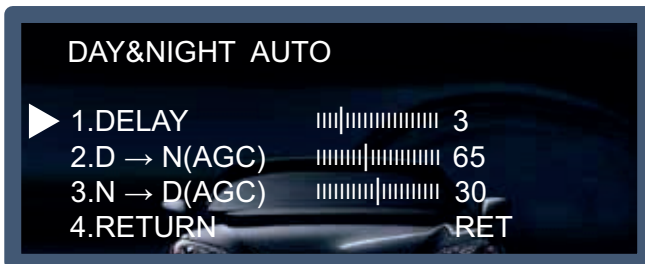 DAY&NIGHT AUTO
1.DELAY 3
2.D → N(AGC) 65
3.N → D(AGC) 30
4.RETURN RET